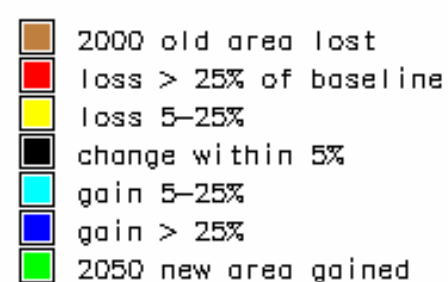 2000 old area lost
loss > 25% of baseline
loss 5–25%
change within 5%
gain 5–25%
gain > 25%
2050 new area gained